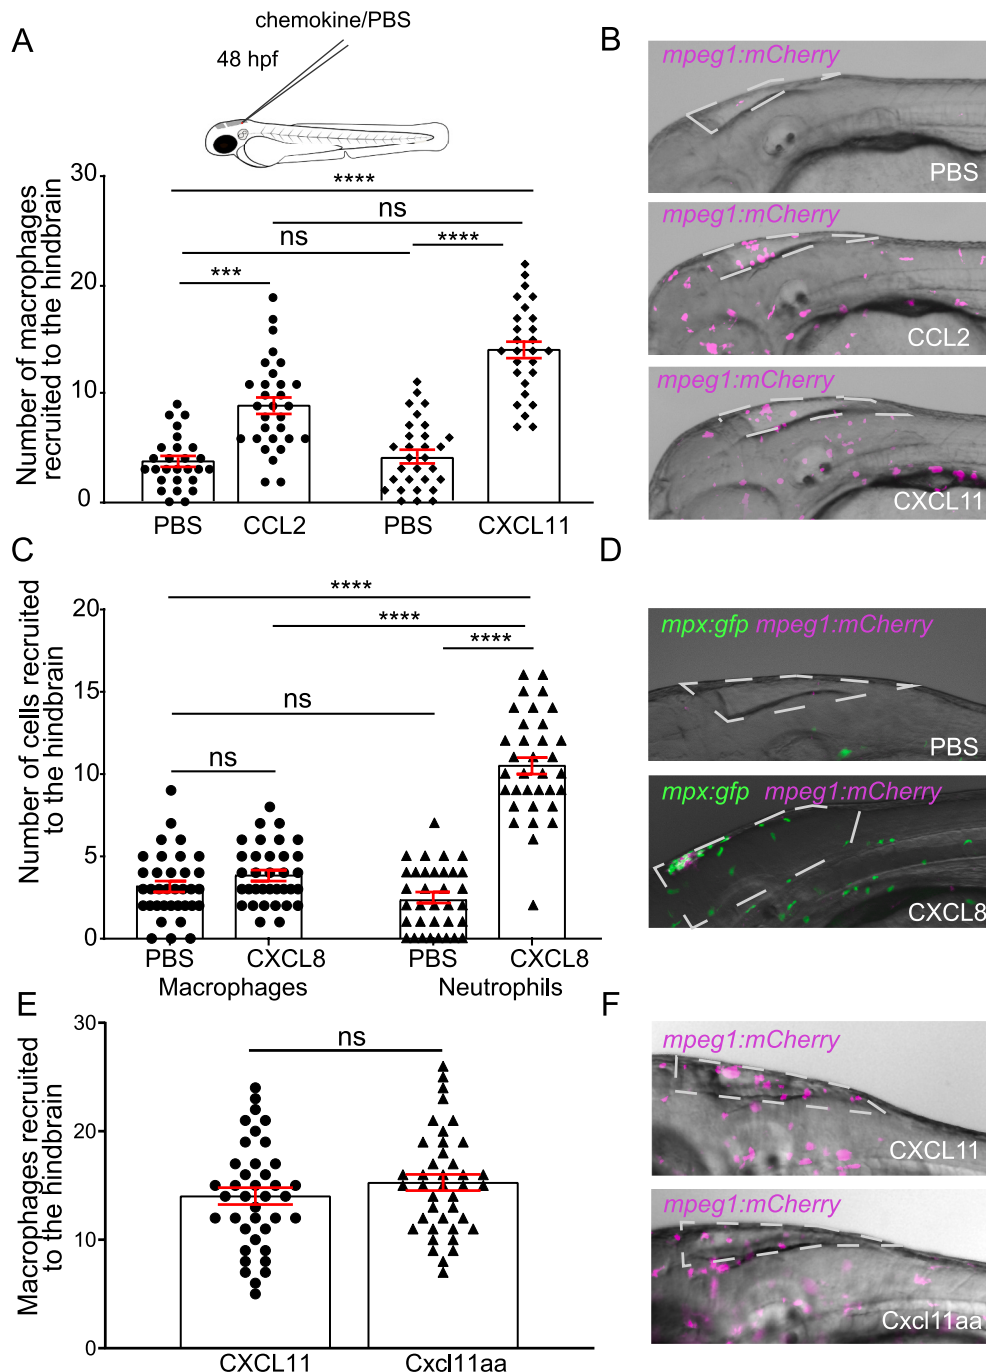 A
chemokine/PBS
48 hpf
Number of macrophages
recruited to the hindbrain
30
20
10
0
****
ns
ns
****
***
PBS
CCL2
PBS
CXCL11
B
mpeg1:mCherry
PBS
mpeg1:mCherry
CCL2
mpeg1:mCherry
CXCL11
C
Number of cells recruited
to the hindbrain
20
15
10
5
0
****
****
****
ns
ns
PBS
CXCL8
PBS
CXCL8
Macrophages
Neutrophils
D
mpx:gfp mpeg1:mCherry
PBS
mpx:gfp mpeg1:mCherry
CXCL8
E
Macrophages recruited
to the hindbrain
30
20
10
0
ns
CXCL11
Cxcl11aa
F
mpeg1:mCherry
CXCL11
mpeg1:mCherry
Cxcl11aa